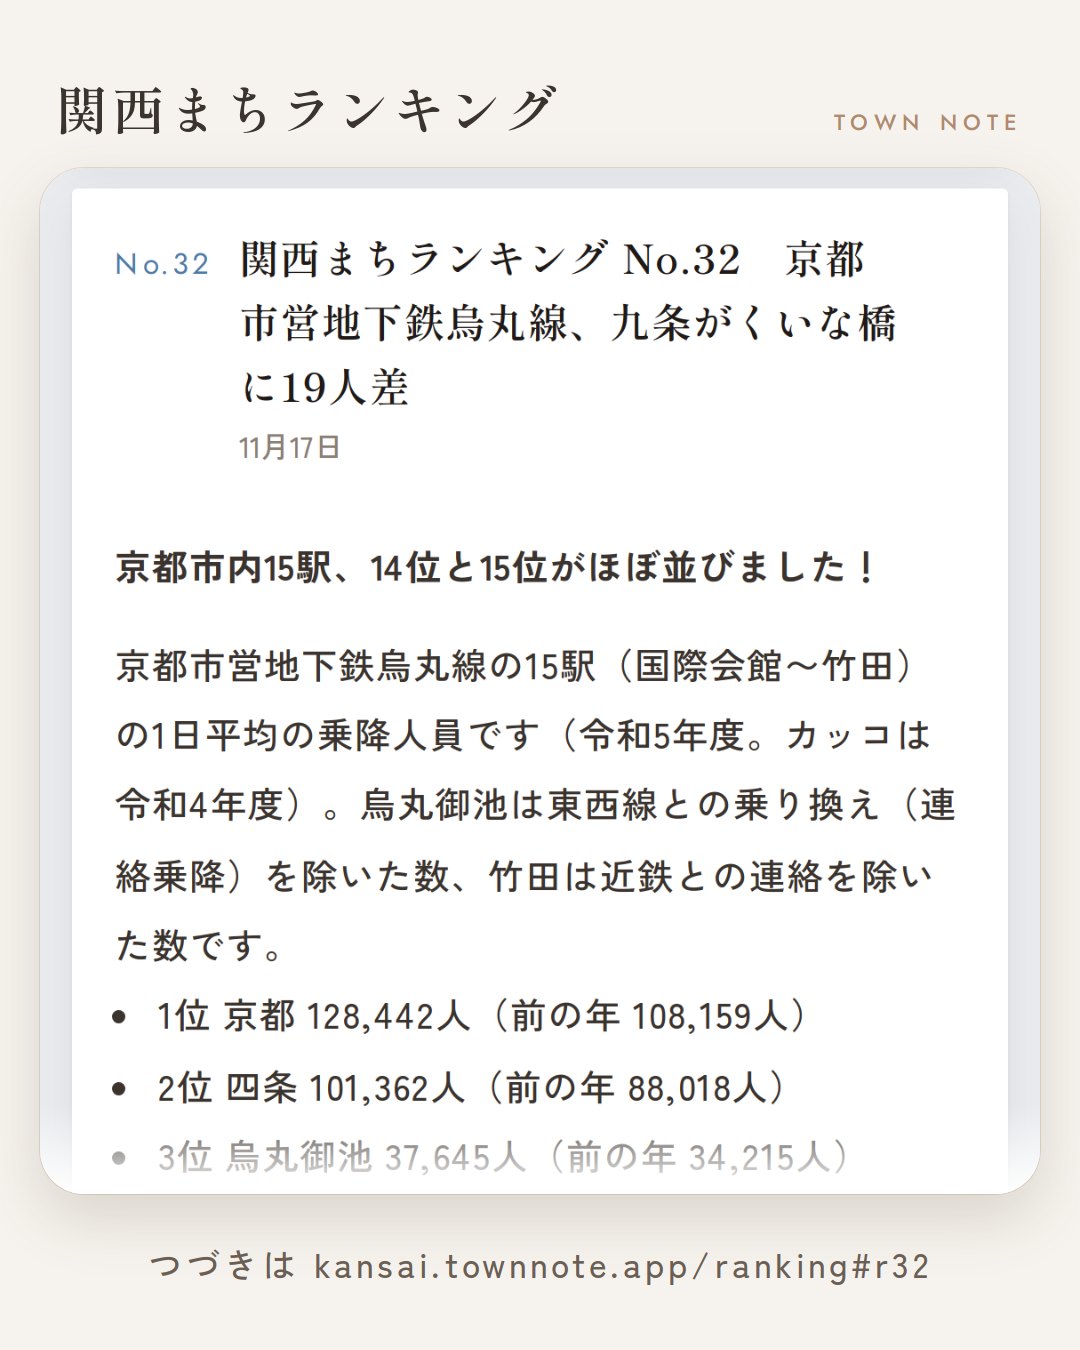 関西まちランキング
TOWN NOTE
No.32
関西まちランキング No.32　京都
市営地下鉄烏丸線、九条がくいな橋
に19人差
11月17日
京都市内15駅、14位と15位がほぼ並びました！
京都市営地下鉄烏丸線の15駅（国際会館〜竹田）
の1日平均の乗降人員です（令和5年度。カッコは
令和4年度）。烏丸御池は東西線との乗り換え（連
絡乗降）を除いた数、竹田は近鉄との連絡を除い
た数です。
• 1位 京都 128,442人（前の年 108,159人）
• 2位 四条 101,362人（前の年 88,018人）
• 3位 烏丸御池 37,645人（前の年 34,215人）
つづきは kansai.townnote.app/ranking#r32